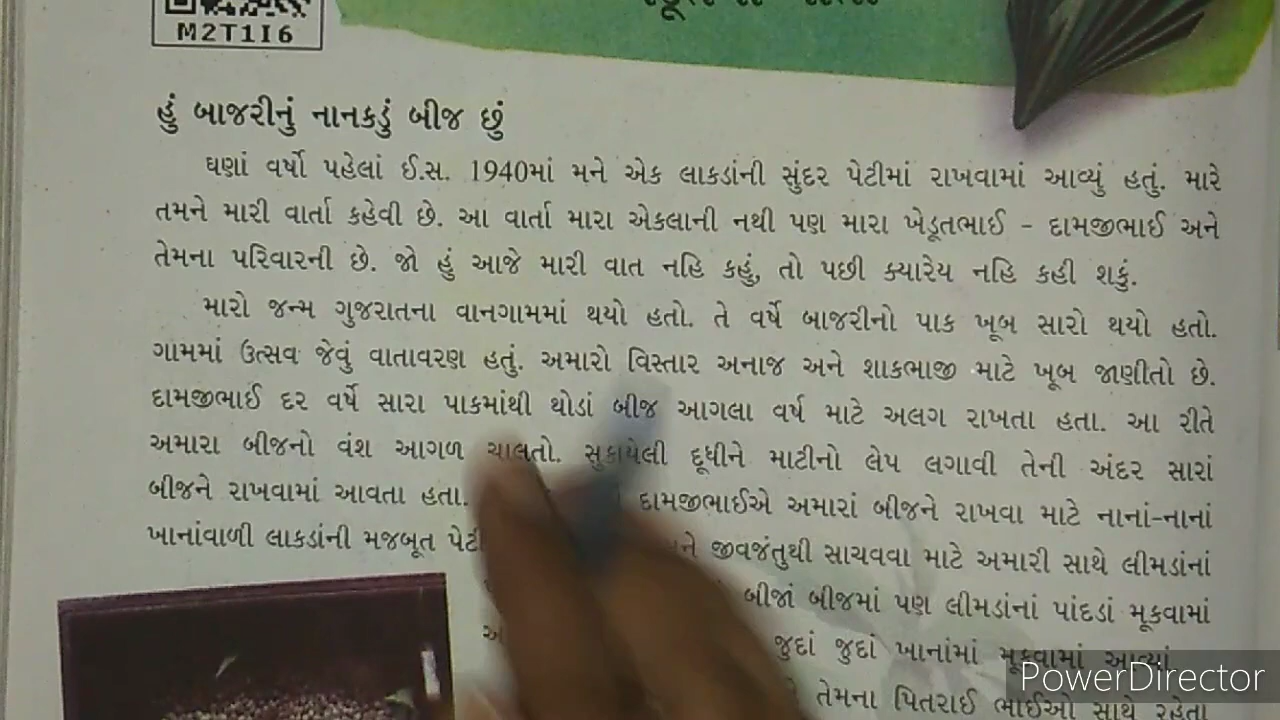 M2T1I6
હું બાજરીનું નાનકડું બીજ છું
ઘણાં વર્ષો પહેલાં ઈ.સ. 1940માં મને એક લાકડાંની સુંદર પેટીમાં રાખવામાં આવ્યું હતું. મારે
તમને મારી વાર્તા કહેવી છે. આ વાર્તા મારા એકલાની નથી પણ મારા ખેડૂતભાઈ - દામજીભાઈ અને
તેમના પરિવારની છે. જો હું આજે મારી વાત નહિ કહું, તો પછી ક્યારેય નહિ કહી શકું.
મારો જન્મ ગુજરાતના વાનગામમાં થયો હતો. તે વર્ષે બાજરીનો પાક ખૂબ સારો થયો હતો.
ગામમાં ઉત્સવ જેવું વાતાવરણ હતું. અમારો વિસ્તાર અનાજ અને શાકભાજી માટે ખૂબ જાણીતો છે.
દામજીભાઈ દર વર્ષે સારા પાકમાંથી થોડાં બીજ આગલા વર્ષ માટે અલગ રાખતા હતા. આ રીતે
અમારા બીજનો વંશ આગળ ચાલતો. સુકાયેલી દૂધીને માટીનો લેપ લગાવી તેની અંદર સારાં
બીજને રાખવામાં આવતા હતા. દામજીભાઈએ અમારાં બીજને રાખવા માટે નાનાં-નાનાં
ખાનાંવાળી લાકડાંની મજબૂત જીવજંતુથી સાચવવા માટે અમારી સાથે લીમડાંનાં
બીજાં બીજમાં પણ લીમડાંનાં પાંદડાં મૂકવામાં
જુદાં જુદાં ખાનાંમાં મૂકવામાં આવ્યાં.
તેમના પિતરાઈ ભાઈઓ સાથે રહેતા
PowerDirector